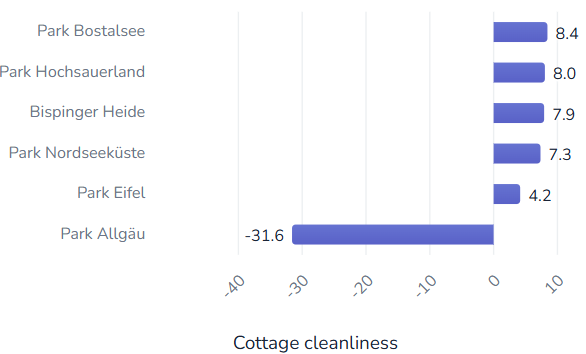 Park Bostalsee 8.4
Park Hochsauerland 8.0
Bispinger Heide 7.9
Park Nordseeküste 7.3
Park Eifel 4.2
Park Allgäu -31.6
-40 -30 -20 -10 0 10
Cottage cleanliness